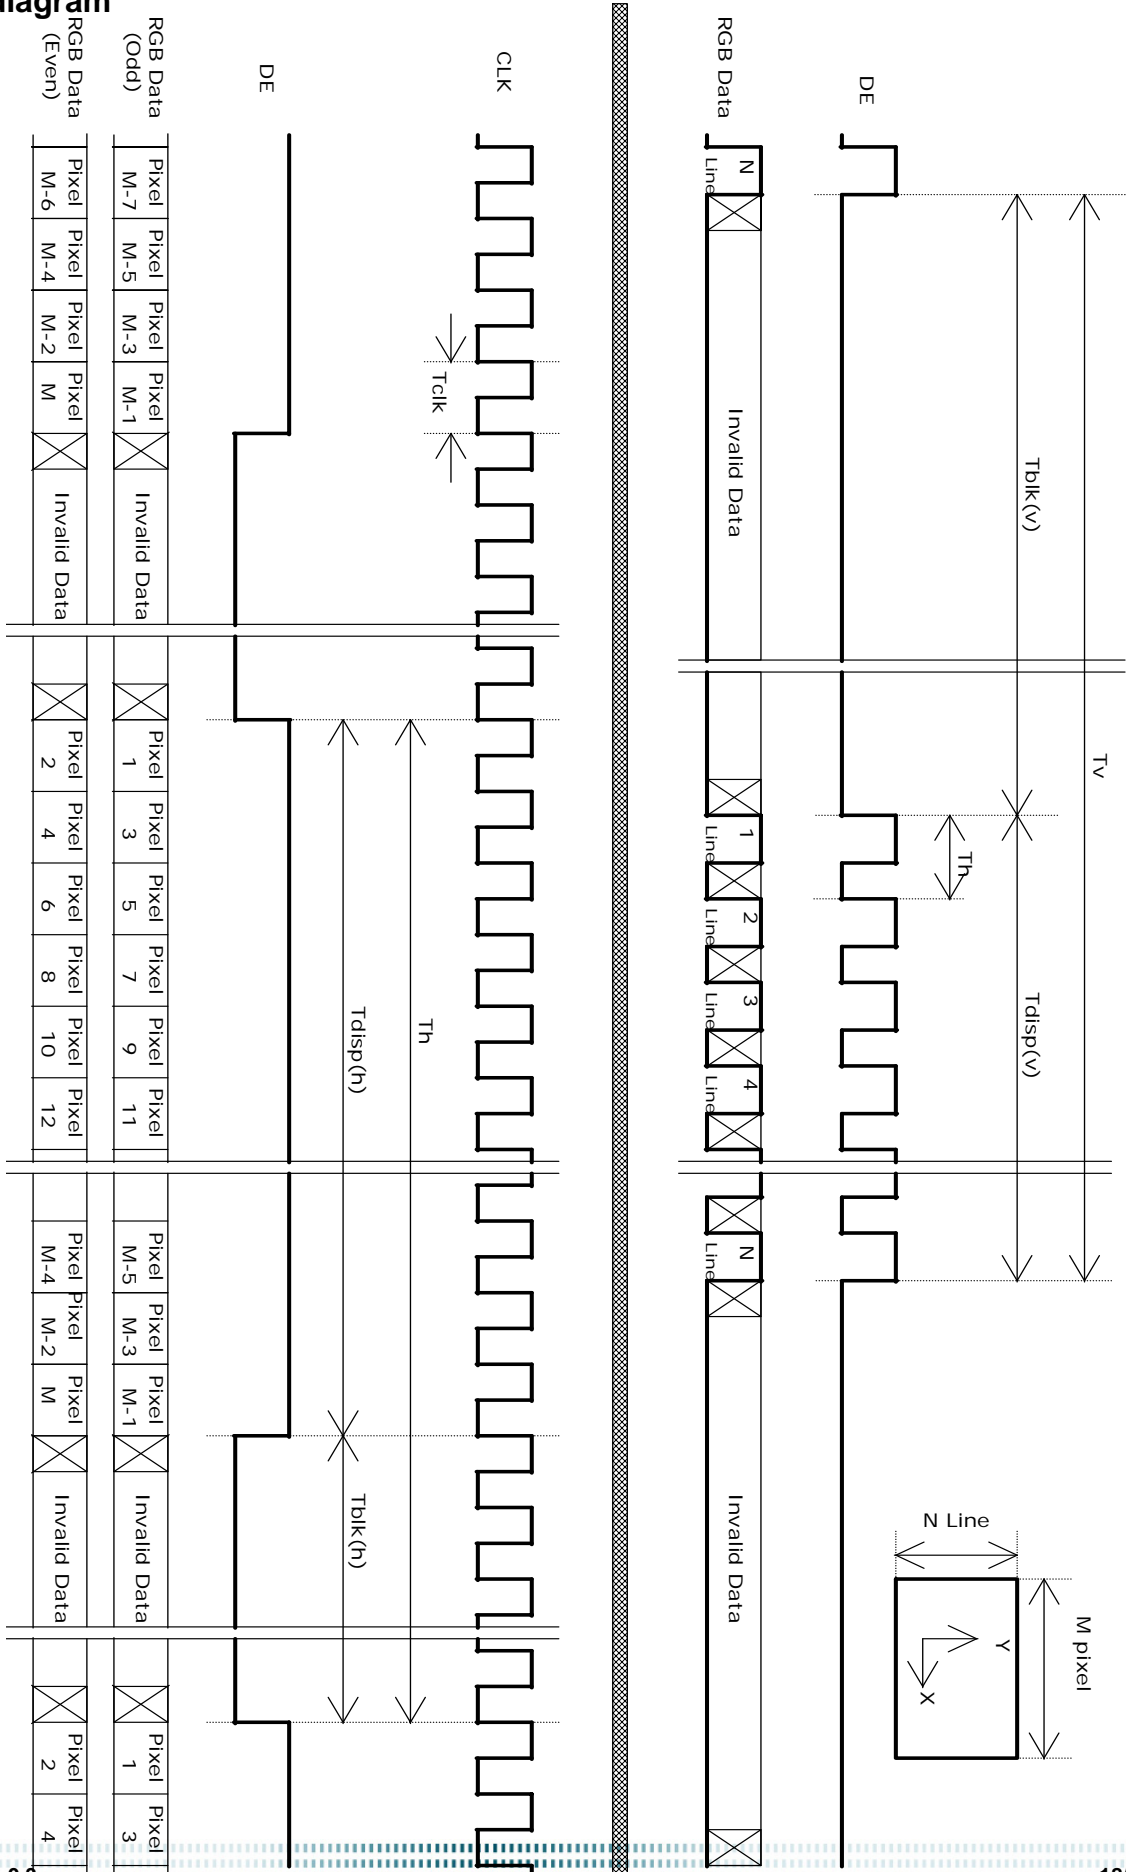 diagram
DE
RGB Data
Tv
Tblk(v)
Tdisp(v)
Th
N
Line
Invalid Data
1
Line
2
Line
3
Line
4
Line
N
Line
Invalid Data
M pixel
N Line
Y
X
CLK
Tclk
Th
Tdisp(h)
Tblk(h)
DE
RGB Data
(Odd)
Pixel M-7
Pixel M-5
Pixel M-3
Pixel M-1
Invalid Data
Pixel 1
Pixel 3
Pixel 5
Pixel 7
Pixel 9
Pixel 11
Pixel M-5
Pixel M-3
Pixel M-1
Invalid Data
Pixel 1
Pixel 3
RGB Data
(Even)
Pixel M-6
Pixel M-4
Pixel M-2
Pixel M
Invalid Data
Pixel 2
Pixel 4
Pixel 6
Pixel 8
Pixel 10
Pixel 12
Pixel M-4
Pixel M-2
Pixel M
Invalid Data
Pixel 2
Pixel 4